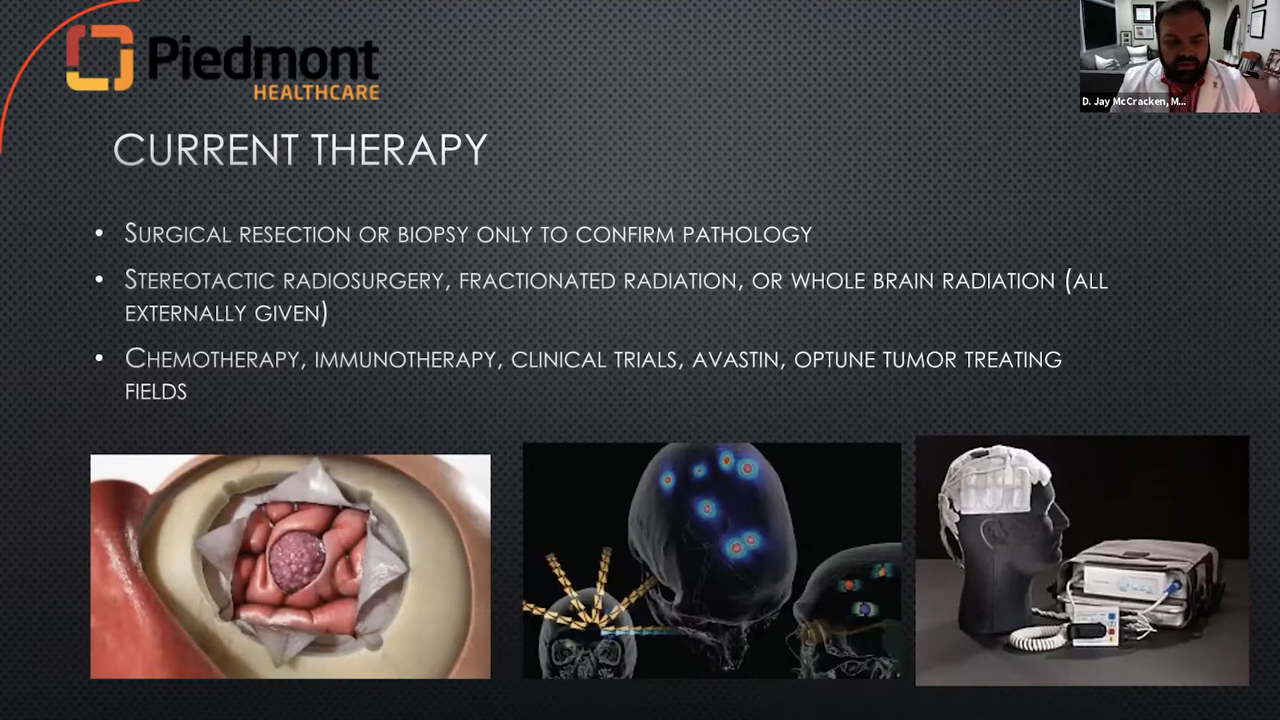 Piedmont
HEALTHCARE
D. Jay McCracken, M...
CURRENT THERAPY
• SURGICAL RESECTION OR BIOPSY ONLY TO CONFIRM PATHOLOGY
• STEREOTACTIC RADIOSURGERY, FRACTIONATED RADIATION, OR WHOLE BRAIN RADIATION (ALL
EXTERNALLY GIVEN)
• CHEMOTHERAPY, IMMUNOTHERAPY, CLINICAL TRIALS, AVASTIN, OPTUNE TUMOR TREATING
FIELDS